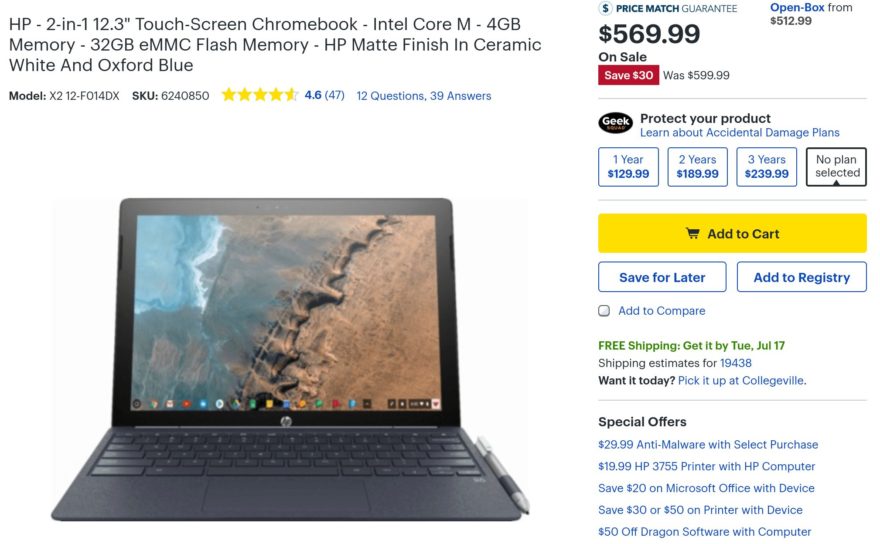 HP - 2-in-1 12.3" Touch-Screen Chromebook - Intel Core M - 4GB
Memory - 32GB eMMC Flash Memory - HP Matte Finish In Ceramic
White And Oxford Blue
Model: X2 12-F014DX SKU: 6240850 4.6 (47) 12 Questions, 39 Answers
hp
$ PRICE MATCH GUARANTEE
$569.99
On Sale
Save $30 Was $599.99
Open-Box from
$512.99
Geek
SQUAD
Protect your product
Learn about Accidental Damage Plans
1 Year
$129.99
2 Years
$189.99
3 Years
$239.99
No plan
selected
Add to Cart
Save for Later
Add to Registry
Add to Compare
FREE Shipping: Get it by Tue, Jul 17
Shipping estimates for 19438
Want it today? Pick it up at Collegeville.
Special Offers
$29.99 Anti-Malware with Select Purchase
$19.99 HP 3755 Printer with HP Computer
Save $20 on Microsoft Office with Device
Save $30 or $50 on Printer with Device
$50 Off Dragon Software with Computer